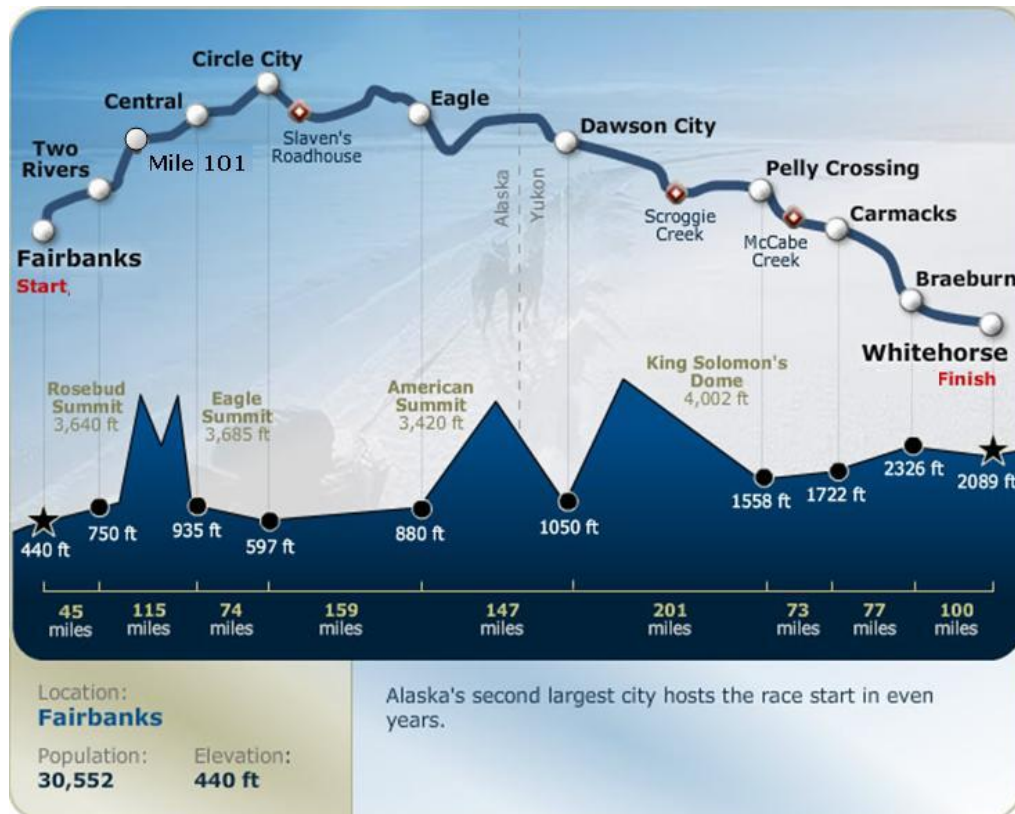 Circle City
Central
Eagle
Slaven's
Roadhouse
Two
Rivers
Mile 101
Dawson City
Alaska
Yukon
Pelly Crossing
Scroggie
Creek
McCabe
Creek
Carmacks
Fairbanks
Start,
Braeburn
Whitehorse
Finish
Rosebud
Summit
3,640 ft
Eagle
Summit
3,685 ft
American
Summit
3,420 ft
King Solomon's
Dome
4,002 ft
440 ft
750 ft
935 ft
597 ft
880 ft
1050 ft
1558 ft
1722 ft
2326 ft
2089 ft
45
miles
115
miles
74
miles
159
miles
147
miles
201
miles
73
miles
77
miles
100
miles
Location:
Fairbanks
Population:
30,552
Elevation:
440 ft
Alaska's second largest city hosts the race start in even
years.